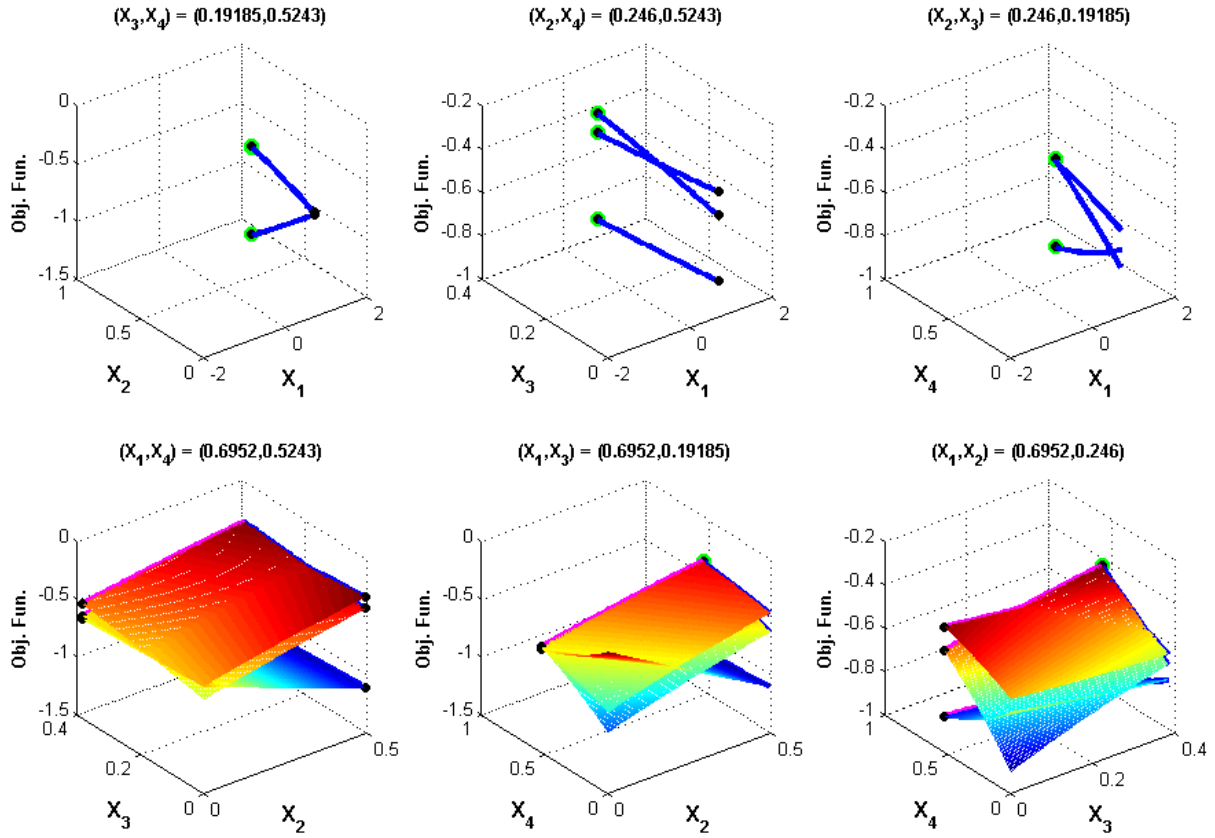 (X3,X4) = (0.19185,0.5243)
0
-0.5
-1
-1.5
Obj. Fun.
1
0.5
0
X2
-2
0
2
X1
(X2,X4) = (0.246,0.5243)
-0.2
-0.4
-0.6
-0.8
-1
Obj. Fun.
0.4
0.2
0
X3
-2
0
2
X1
(X2,X3) = (0.246,0.19185)
-0.2
-0.4
-0.6
-0.8
-1
Obj. Fun.
1
0.5
0
X4
-2
0
2
X1
(X1,X4) = (0.6952,0.5243)
0
-0.5
-1
-1.5
Obj. Fun.
0.4
0.2
0
X3
0
0.5
X2
(X1,X3) = (0.6952,0.19185)
0
-0.5
-1
-1.5
Obj. Fun.
1
0.5
0
X4
0
0.5
X2
(X1,X2) = (0.6952,0.246)
-0.2
-0.4
-0.6
-0.8
-1
Obj. Fun.
1
0.5
0
X4
0
0.2
0.4
X3